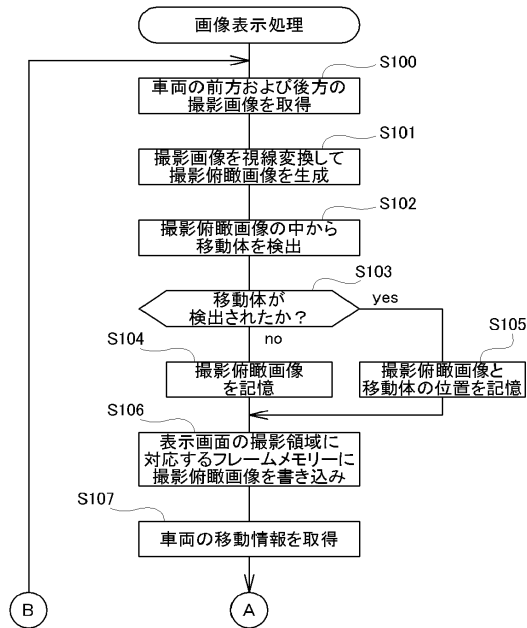 画像表示処理
S100
車両の前方および後方の
撮影画像を取得
S101
撮影画像を視線変換して
撮影俯瞰画像を生成
S102
撮影俯瞰画像の中から
移動体を検出
S103
移動体が
検出されたか？
yes
no
S104
撮影俯瞰画像
を記憶
S105
撮影俯瞰画像と
移動体の位置を記憶
S106
表示画面の撮影領域に
対応するフレームメモリーに
撮影俯瞰画像を書き込み
S107
車両の移動情報を取得
B
A